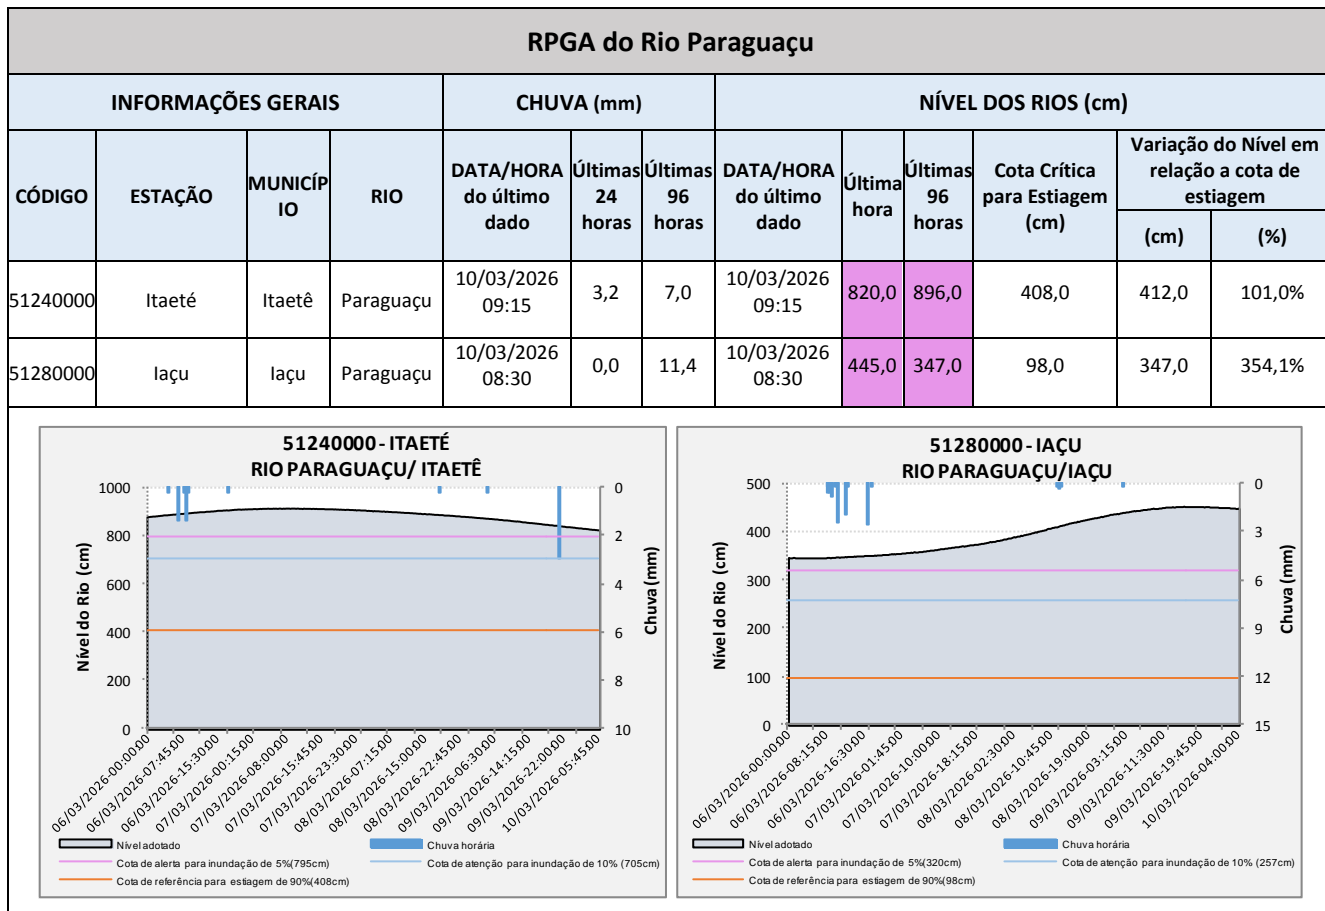 RPGA do Rio Paraguaçu
INFORMAÇÕES GERAIS
CHUVA (mm)
NÍVEL DOS RIOS (cm)
CÓDIGO
ESTAÇÃO
MUNICÍP
IO
RIO
DATA/HORA
do último
dado
Últimas
24
horas
Últimas
96
horas
DATA/HORA
do último
dado
Última
hora
Últimas
96
horas
Cota Crítica
para Estiagem
(cm)
Variação do Nível em
relação a cota de
estiagem
(cm)
(%)
51240000
Itaeté
Itaetê
Paraguaçu
10/03/2026
09:15
3,2
7,0
10/03/2026
09:15
820,0
896,0
408,0
412,0
101,0%
51280000
Iaçu
Iaçu
Paraguaçu
10/03/2026
08:30
0,0
11,4
10/03/2026
08:30
445,0
347,0
98,0
347,0
354,1%
51240000 - ITAETÉ
RIO PARAGUAÇU/ ITAETÊ
Nível do Rio (cm)
1000
800
600
400
200
0
Chuva (mm)
0
2
4
6
8
10
06/03/2026-00:00:00
06/03/2026-07:45:00
06/03/2026-15:30:00
07/03/2026-00:15:00
07/03/2026-08:00:00
07/03/2026-15:45:00
07/03/2026-23:30:00
08/03/2026-07:15:00
08/03/2026-15:00:00
08/03/2026-22:45:00
09/03/2026-06:30:00
09/03/2026-14:15:00
09/03/2026-22:00:00
10/03/2026-05:45:00
Nível adotado
Chuva horária
Cota de alerta para inundação de 5%(795cm)
Cota de atenção para inundação de 10% (705cm)
Cota de referência para estiagem de 90%(408cm)
51280000 - IAÇU
RIO PARAGUAÇU/IAÇU
Nível do Rio (cm)
500
400
300
200
100
0
Chuva (mm)
0
3
6
9
12
15
06/03/2026-00:00:00
06/03/2026-08:15:00
06/03/2026-16:30:00
07/03/2026-01:45:00
07/03/2026-10:00:00
07/03/2026-18:15:00
08/03/2026-02:30:00
08/03/2026-10:45:00
08/03/2026-19:00:00
09/03/2026-03:15:00
09/03/2026-11:30:00
09/03/2026-19:45:00
10/03/2026-04:00:00
Nível adotado
Chuva horária
Cota de alerta para inundação de 5%(320cm)
Cota de atenção para inundação de 10% (257cm)
Cota de referência para estiagem de 90%(98cm)